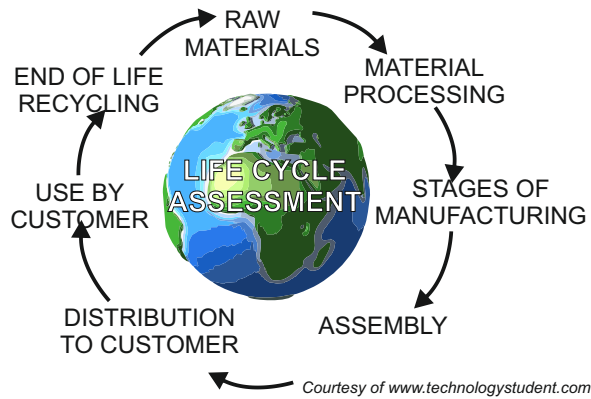 RAW
MATERIALS
MATERIAL
PROCESSING
STAGES OF
MANUFACTURING
ASSEMBLY
DISTRIBUTION
TO CUSTOMER
USE BY
CUSTOMER
END OF LIFE
RECYCLING
LIFE CYCLE
ASSESSMENT
Courtesy of www.technologystudent.com